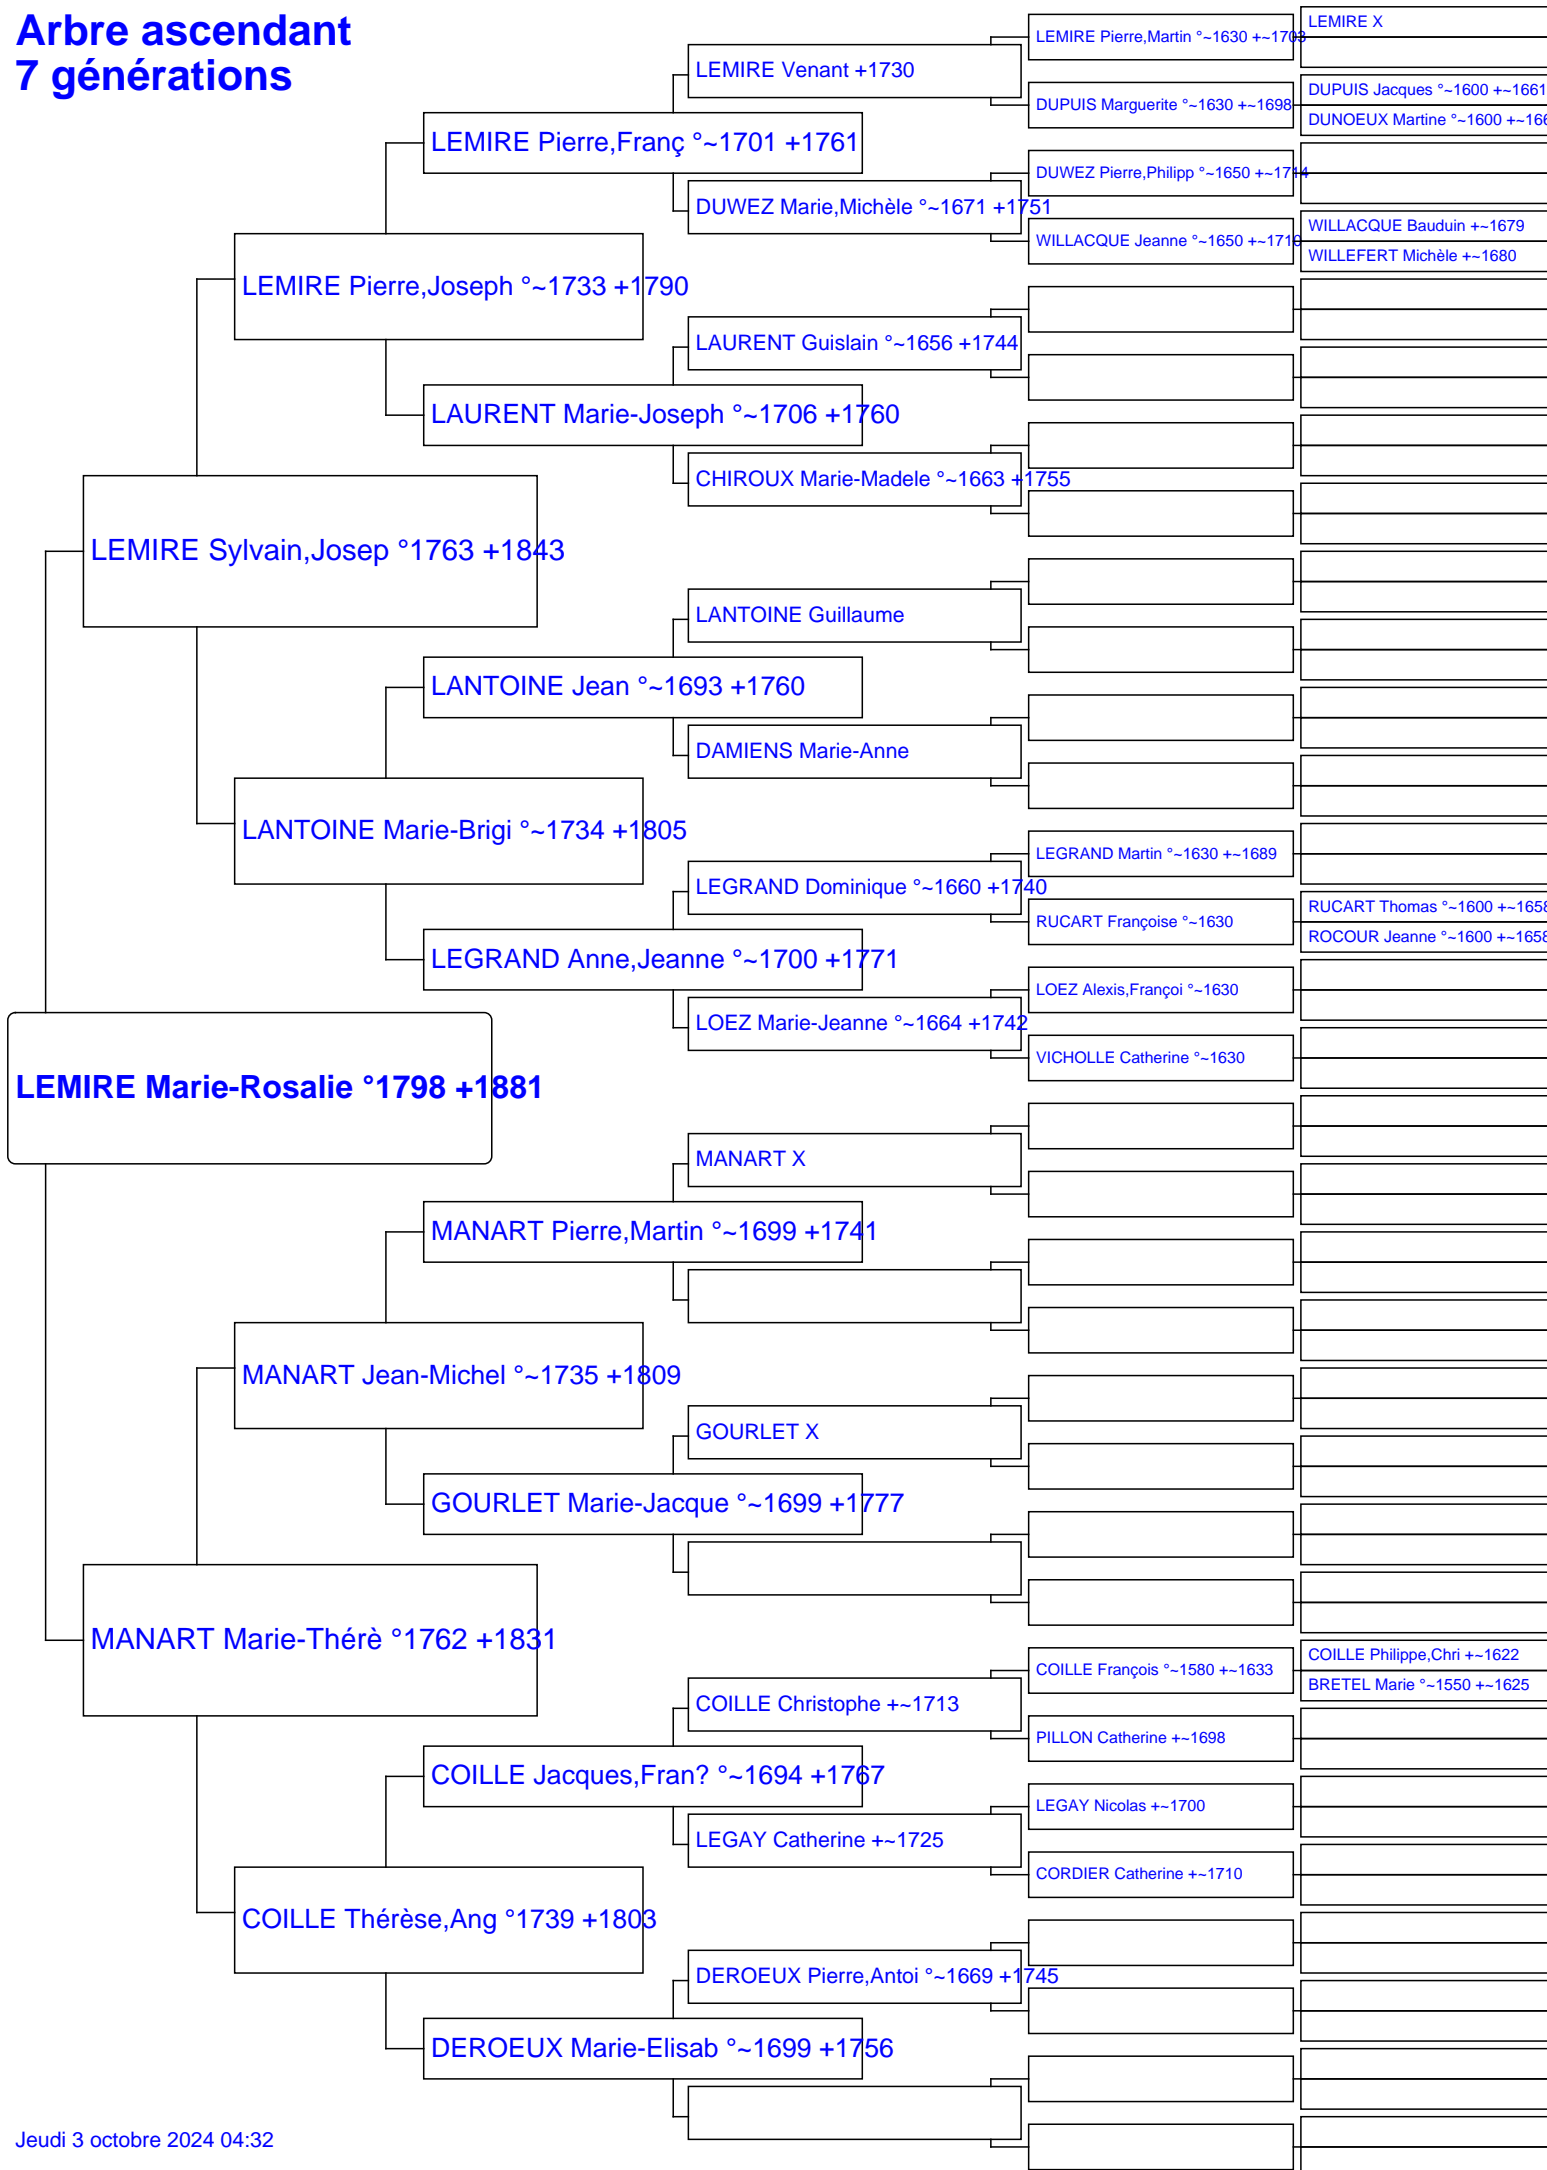 Arbre ascendant
7 générations
LEMIRE X
LEMIRE Pierre,Martin °~1630 +~1703
LEMIRE Venant +1730
DUPUIS Jacques °~1600 +~1661
DUPUIS Marguerite °~1630 +~1698
DUNOEUX Martine °~1600 +~166
LEMIRE Pierre,Franç °~1701 +1761
DUWEZ Pierre,Philipp °~1650 +~1714
DUWEZ Marie,Michèle °~1671 +1751
WILLACQUE Bauduin +~1679
WILLACQUE Jeanne °~1650 +~1710
WILLEFERT Michèle +~1680
LEMIRE Pierre,Joseph °~1733 +1790
LAURENT Guislain °~1656 +1744
LAURENT Marie-Joseph °~1706 +1760
CHIROUX Marie-Madele °~1663 +1755
LEMIRE Sylvain,Josep °1763 +1843
LANTOINE Guillaume
LANTOINE Jean °~1693 +1760
DAMIENS Marie-Anne
LANTOINE Marie-Brigi °~1734 +1805
LEGRAND Martin °~1630 +~1689
LEGRAND Dominique °~1660 +1740
RUCART Thomas °~1600 +~1658
RUCART Françoise °~1630
ROCOUR Jeanne °~1600 +~1658
LEGRAND Anne,Jeanne °~1700 +1771
LOEZ Alexis,Françoi °~1630
LOEZ Marie-Jeanne °~1664 +1742
VICHOLLE Catherine °~1630
LEMIRE Marie-Rosalie °1798 +1881
MANART X
MANART Pierre,Martin °~1699 +1741
MANART Jean-Michel °~1735 +1809
GOURLET X
GOURLET Marie-Jacque °~1699 +1777
MANART Marie-Thérè °1762 +1831
COILLE Philippe,Chri +~1622
COILLE François °~1580 +~1633
BRETEL Marie °~1550 +~1625
COILLE Christophe +~1713
PILLON Catherine +~1698
COILLE Jacques,Fran? °~1694 +1767
LEGAY Nicolas +~1700
LEGAY Catherine +~1725
CORDIER Catherine +~1710
COILLE Thérèse,Ang °1739 +1803
DEROEUX Pierre,Antoi °~1669 +1745
DEROEUX Marie-Elisab °~1699 +1756
Jeudi 3 octobre 2024 04:32